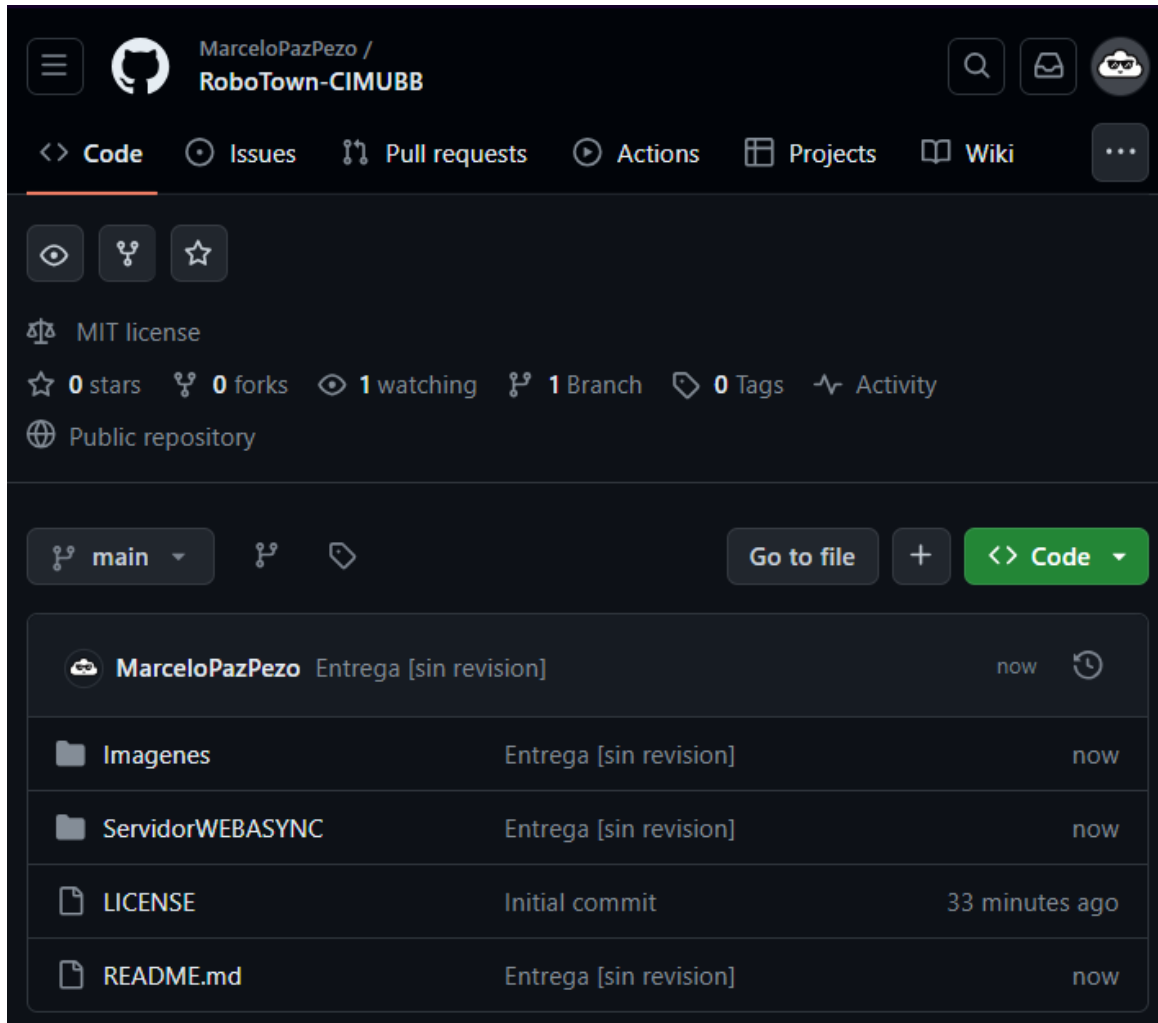 MarceloPazPezo /
RoboTown-CIMUBB
Code Issues Pull requests Actions Projects Wiki
MIT license
0 stars 0 forks 1 watching 1 Branch 0 Tags Activity
Public repository
main Go to file Code
MarceloPazPezo Entrega [sin revision] now
Imagenes Entrega [sin revision] now
ServidorWEBASYNC Entrega [sin revision] now
LICENSE Initial commit 33 minutes ago
README.md Entrega [sin revision] now